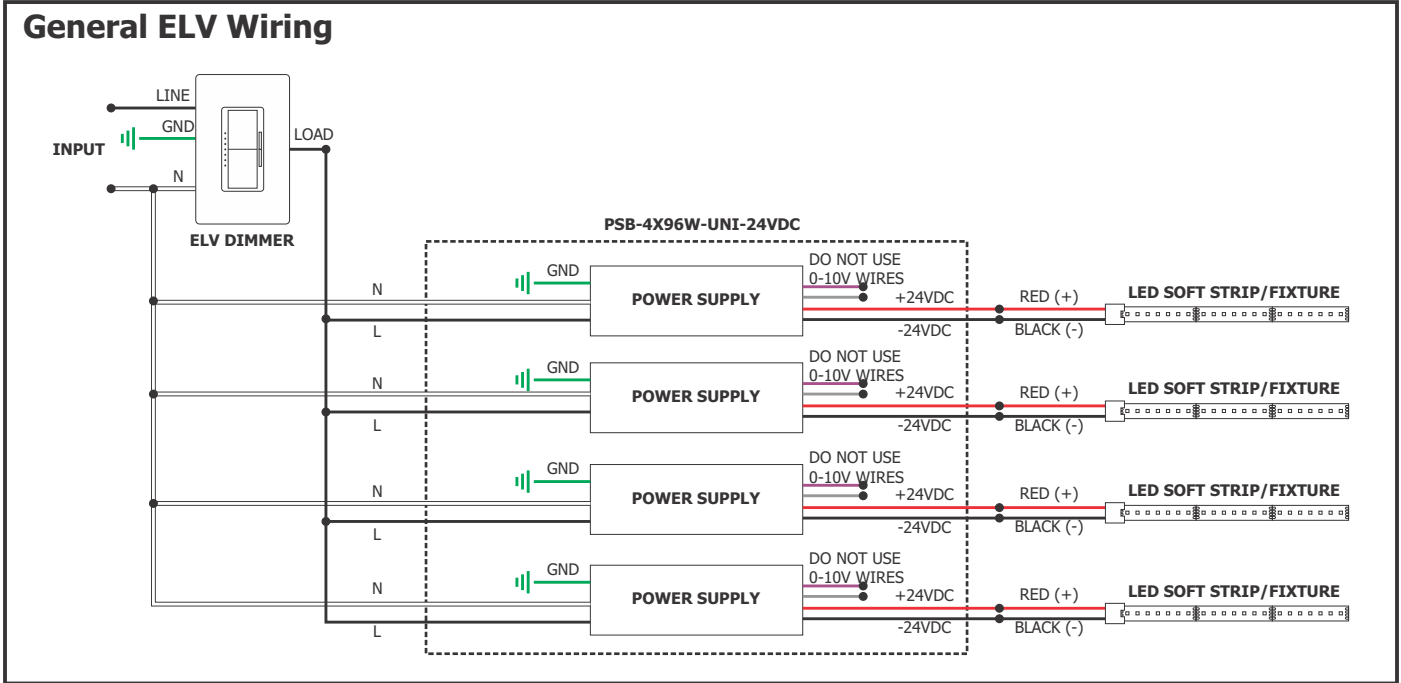 General ELV Wiring
LINE
GND
INPUT
LOAD
N
ELV DIMMER
PSB-4X96W-UNI-24VDC
N
GND
L
POWER SUPPLY
DO NOT USE
0-10V WIRES
+24VDC
-24VDC
RED (+)
BLACK (-)
LED SOFT STRIP/FIXTURE
N
GND
L
POWER SUPPLY
DO NOT USE
0-10V WIRES
+24VDC
-24VDC
RED (+)
BLACK (-)
LED SOFT STRIP/FIXTURE
N
GND
L
POWER SUPPLY
DO NOT USE
0-10V WIRES
+24VDC
-24VDC
RED (+)
BLACK (-)
LED SOFT STRIP/FIXTURE
N
GND
L
POWER SUPPLY
DO NOT USE
0-10V WIRES
+24VDC
-24VDC
RED (+)
BLACK (-)
LED SOFT STRIP/FIXTURE